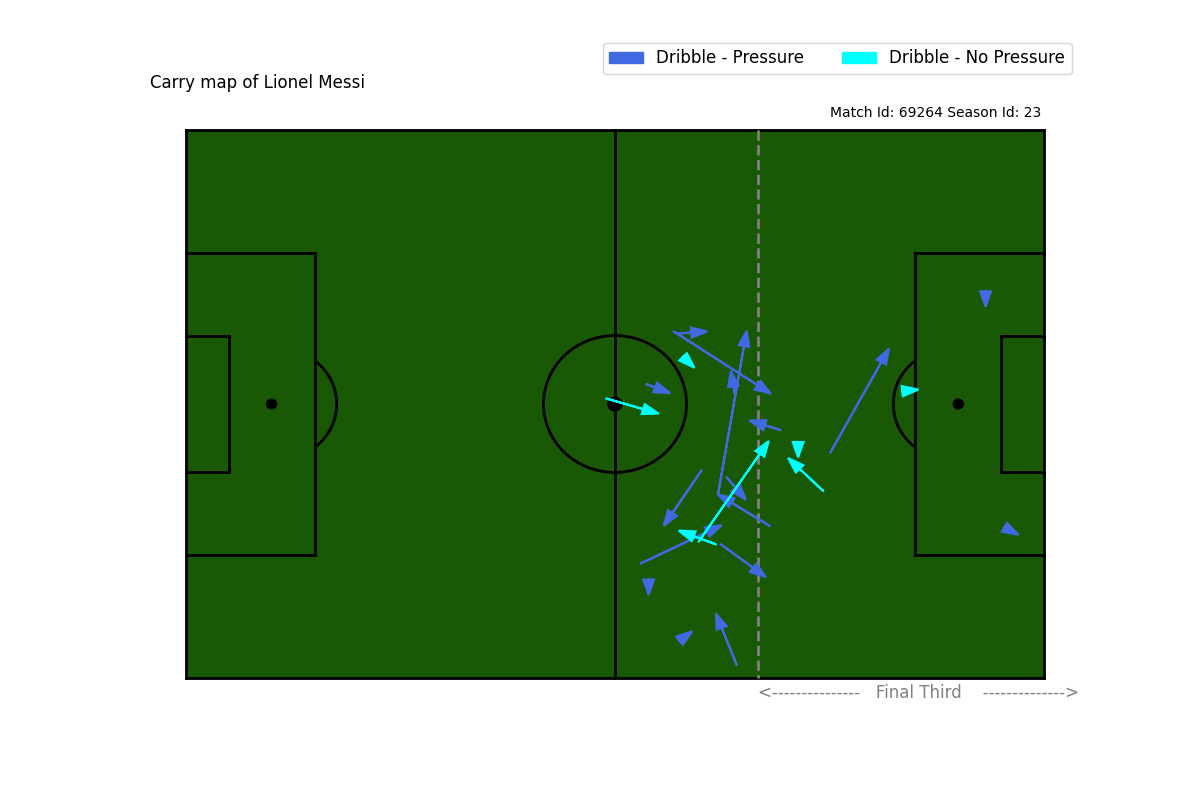 Dribble - Pressure Dribble - No Pressure
Carry map of Lionel Messi
Match Id: 69264 Season Id: 23
<--------------- Final Third -------------->